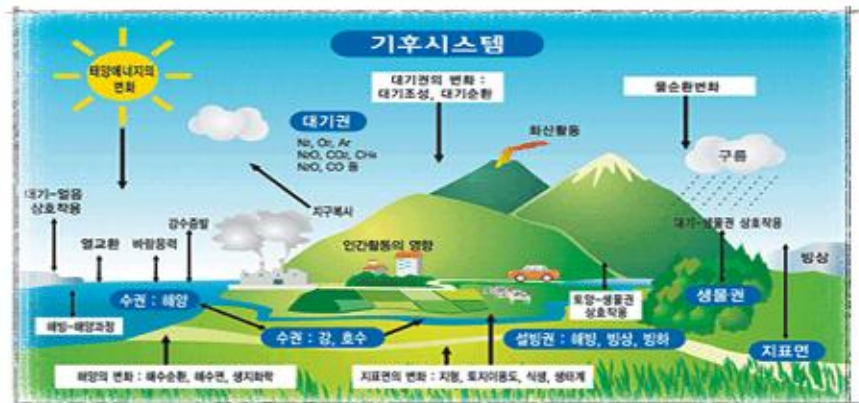 기후시스템
태양에너지의
변화
대기권의 변화 :
대기조성, 대기순환
물순환변화
대기권
N₂, O₂, Ar
N₂O, CO₂, CH₄
N₂O, CO 등
화산활동
구름
대기-얼음
상호작용
지구복사
강수증발
열교환
바람응력
인간활동의 영향
대기-생물권 상호작용
빙상
수권 : 해양
생물권
토양-생물권
상호작용
해빙-해양과정
수권 : 강, 호수
설빙권 : 해빙, 빙상, 빙하
지표면
해양의 변화 : 해수순환, 해수면, 생지화학
지표면의 변화 : 지형, 토지이용도, 식생, 생태계